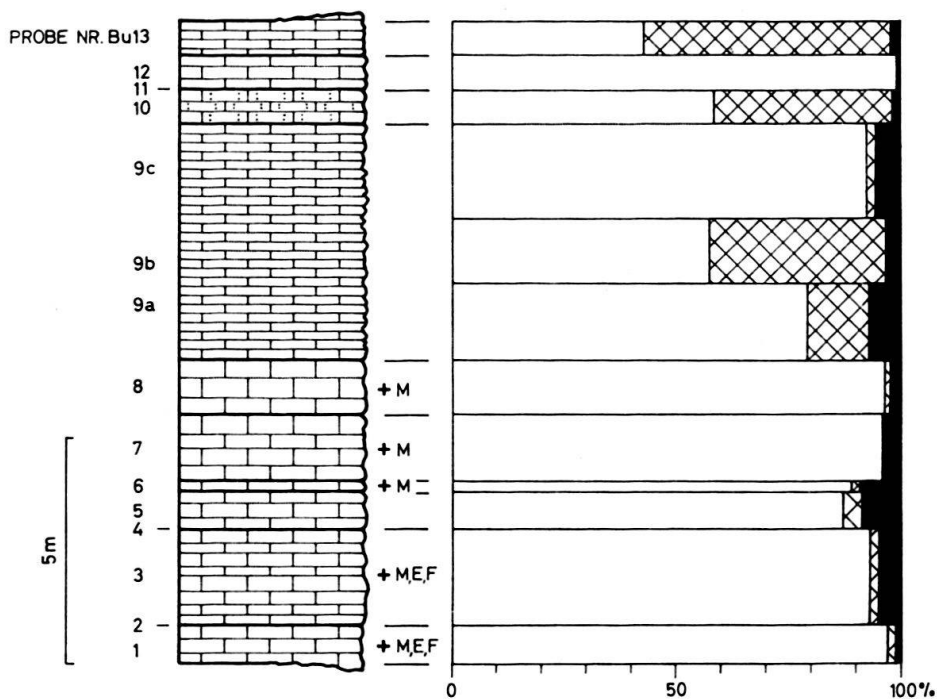 PROBE NR. Bu13
12
11
10
9c
9b
9a
8 + M
7 + M
6 + M
5
4
3 + M,E,F
2
1 + M,E,F
5m
0 50 100%